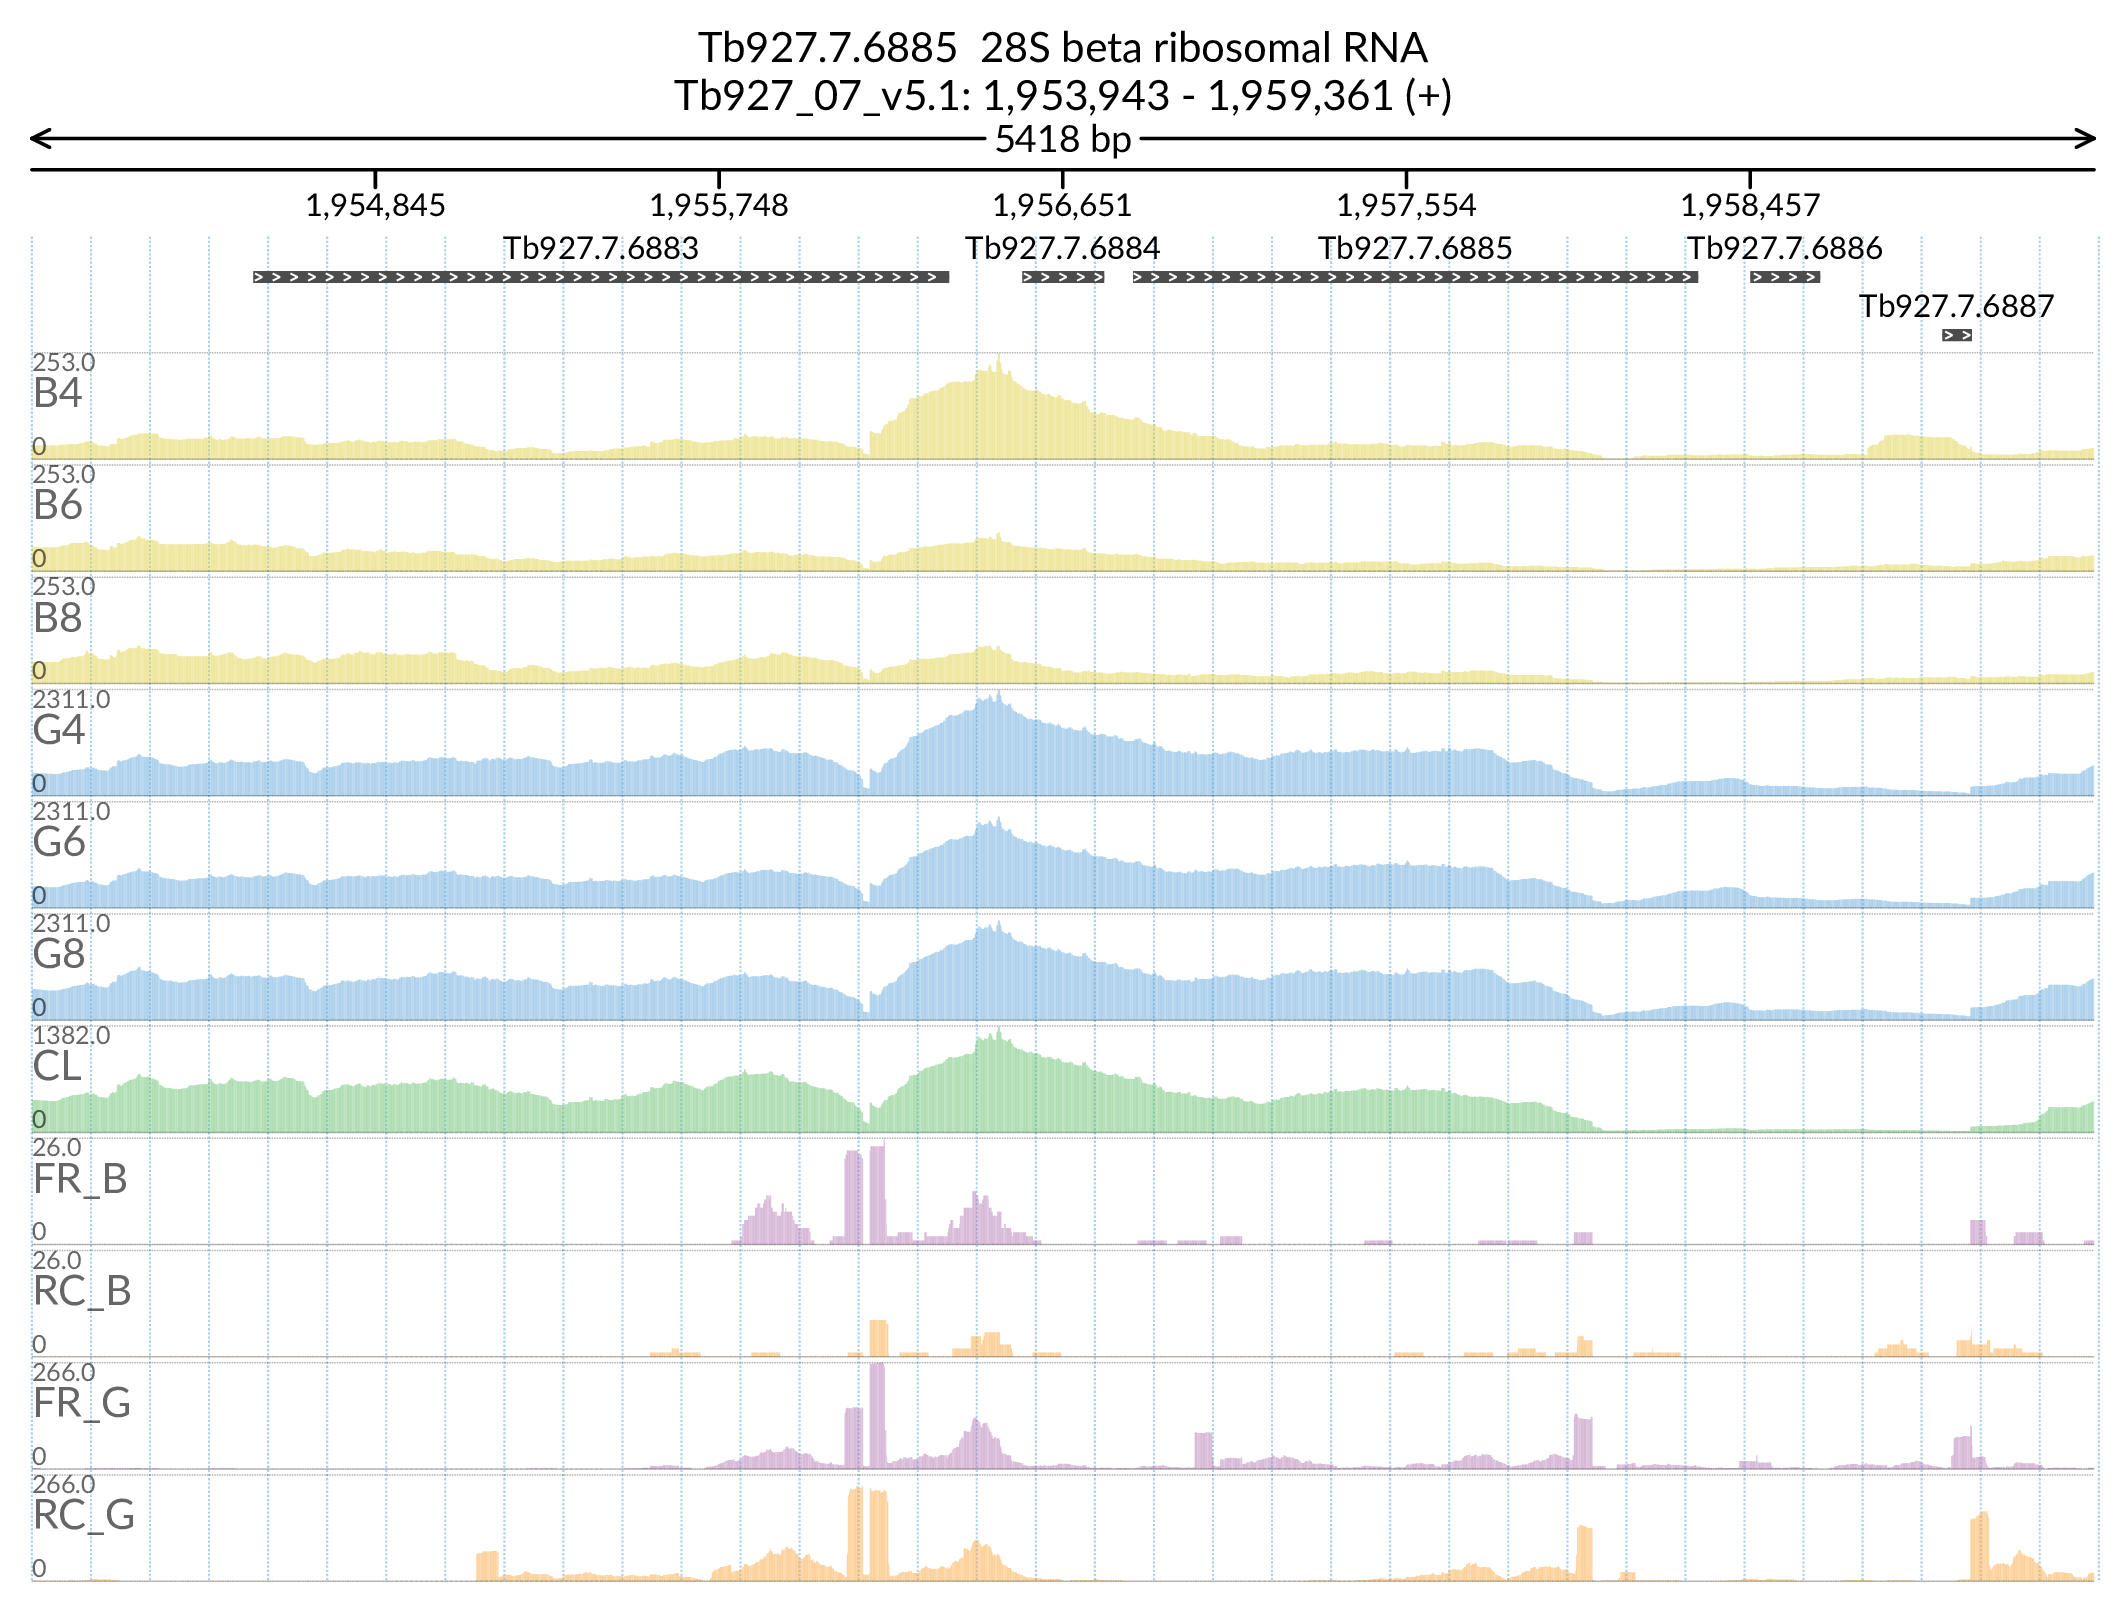 Tb927.7.6885  28S beta ribosomal RNA
Tb927_07_v5.1: 1,953,943 - 1,959,361 (+)
5418 bp
1,954,845 1,955,748 1,956,651 1,957,554 1,958,457
Tb927.7.6883 Tb927.7.6884 Tb927.7.6885 Tb927.7.6886
Tb927.7.6887
253.0
B4
0
253.0
B6
0
253.0
B8
0
2311.0
G4
0
2311.0
G6
0
2311.0
G8
0
1382.0
CL
0
26.0
FR_B
0
26.0
RC_B
0
266.0
FR_G
0
266.0
RC_G
0